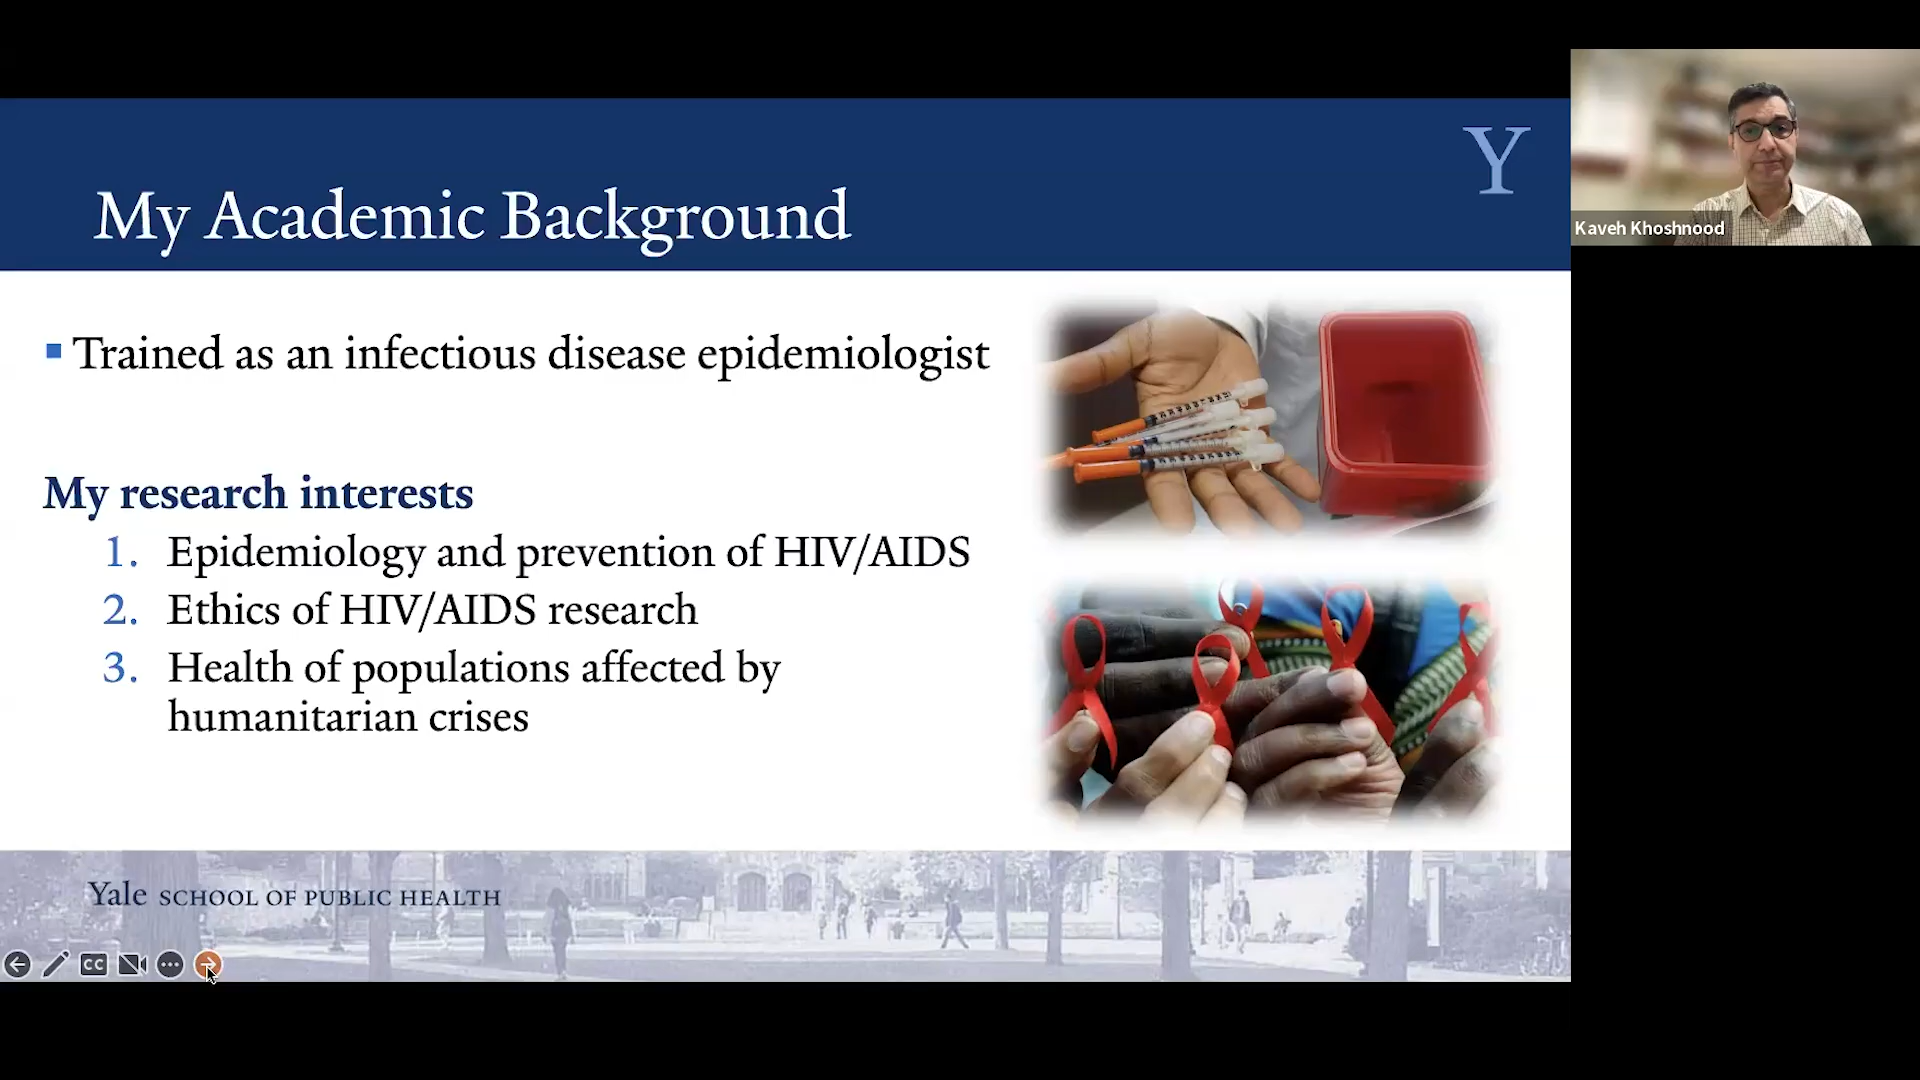 Y
My Academic Background
Kaveh Khoshnood
▪ Trained as an infectious disease epidemiologist
My research interests
1. Epidemiology and prevention of HIV/AIDS
2. Ethics of HIV/AIDS research
3. Health of populations affected by
humanitarian crises
Yale SCHOOL OF PUBLIC HEALTH
CC